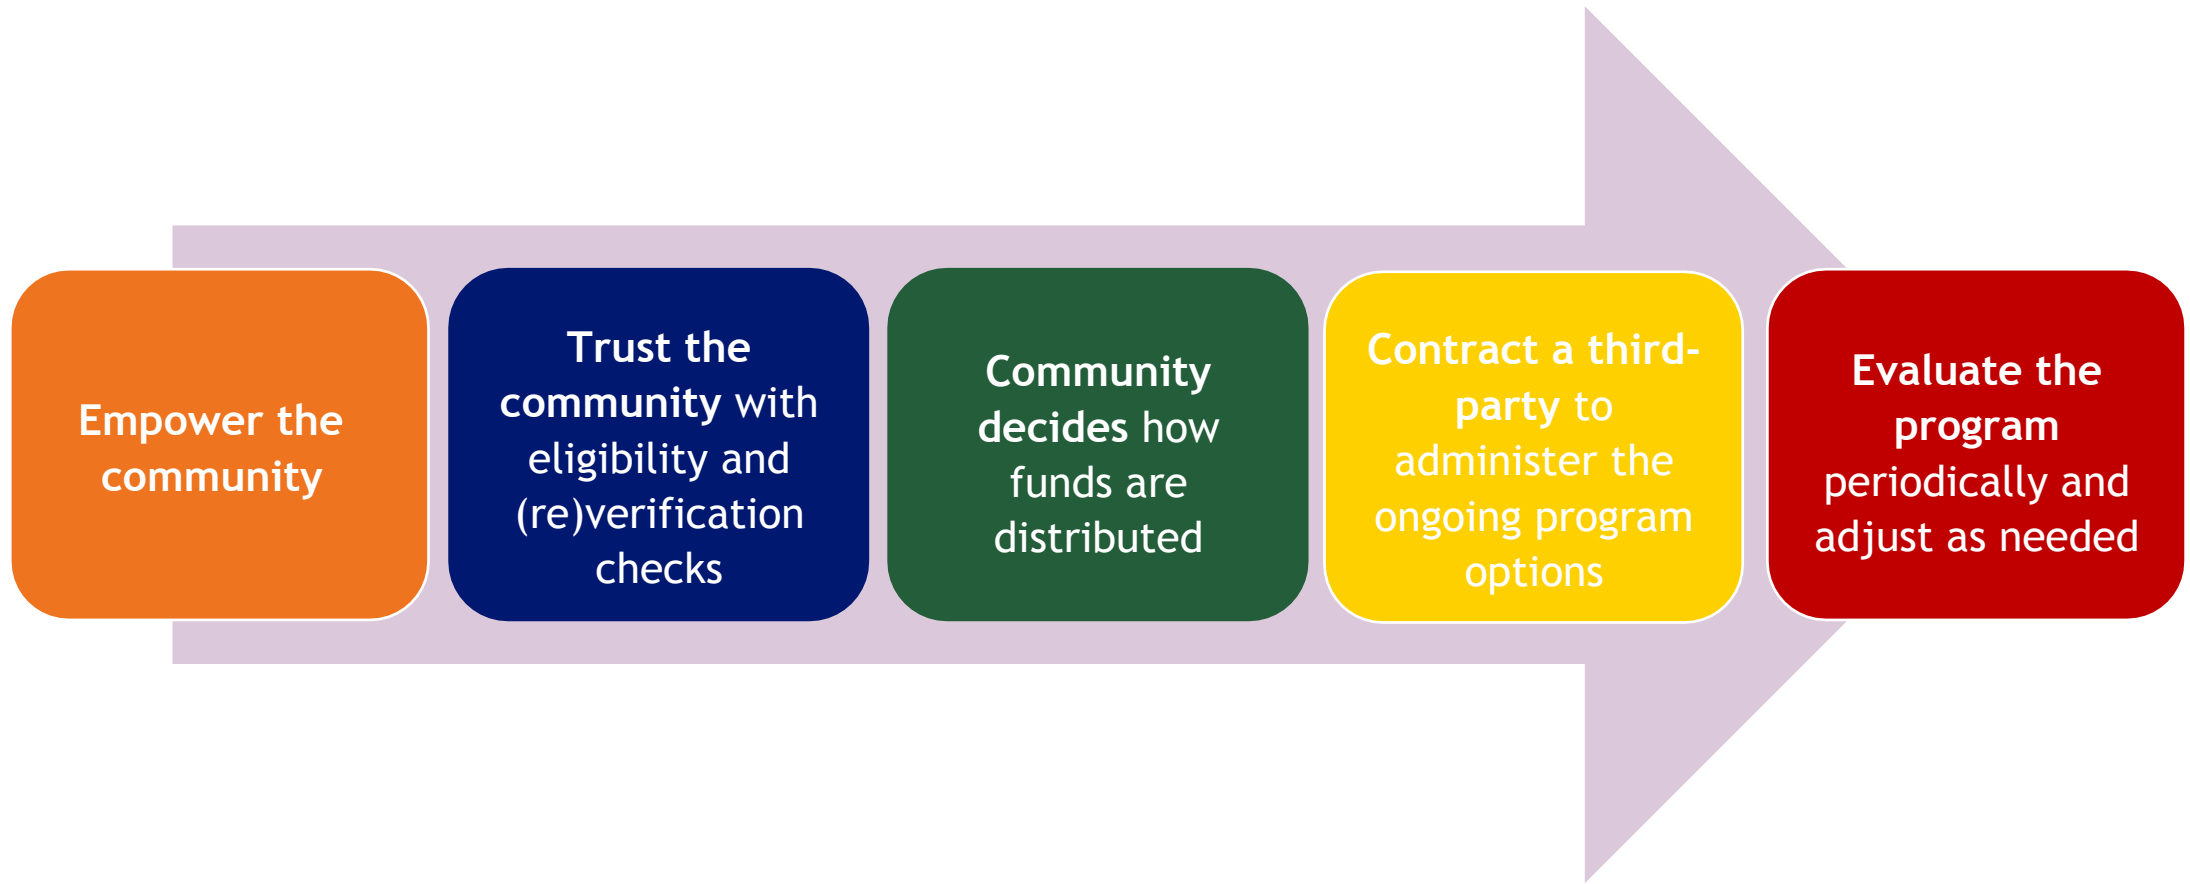 Empower the
community
Trust the
community with
eligibility and
(re)verification
checks
Community
decides how
funds are
distributed
Contract a third-
party to
administer the
ongoing program
options
Evaluate the
program
periodically and
adjust as needed